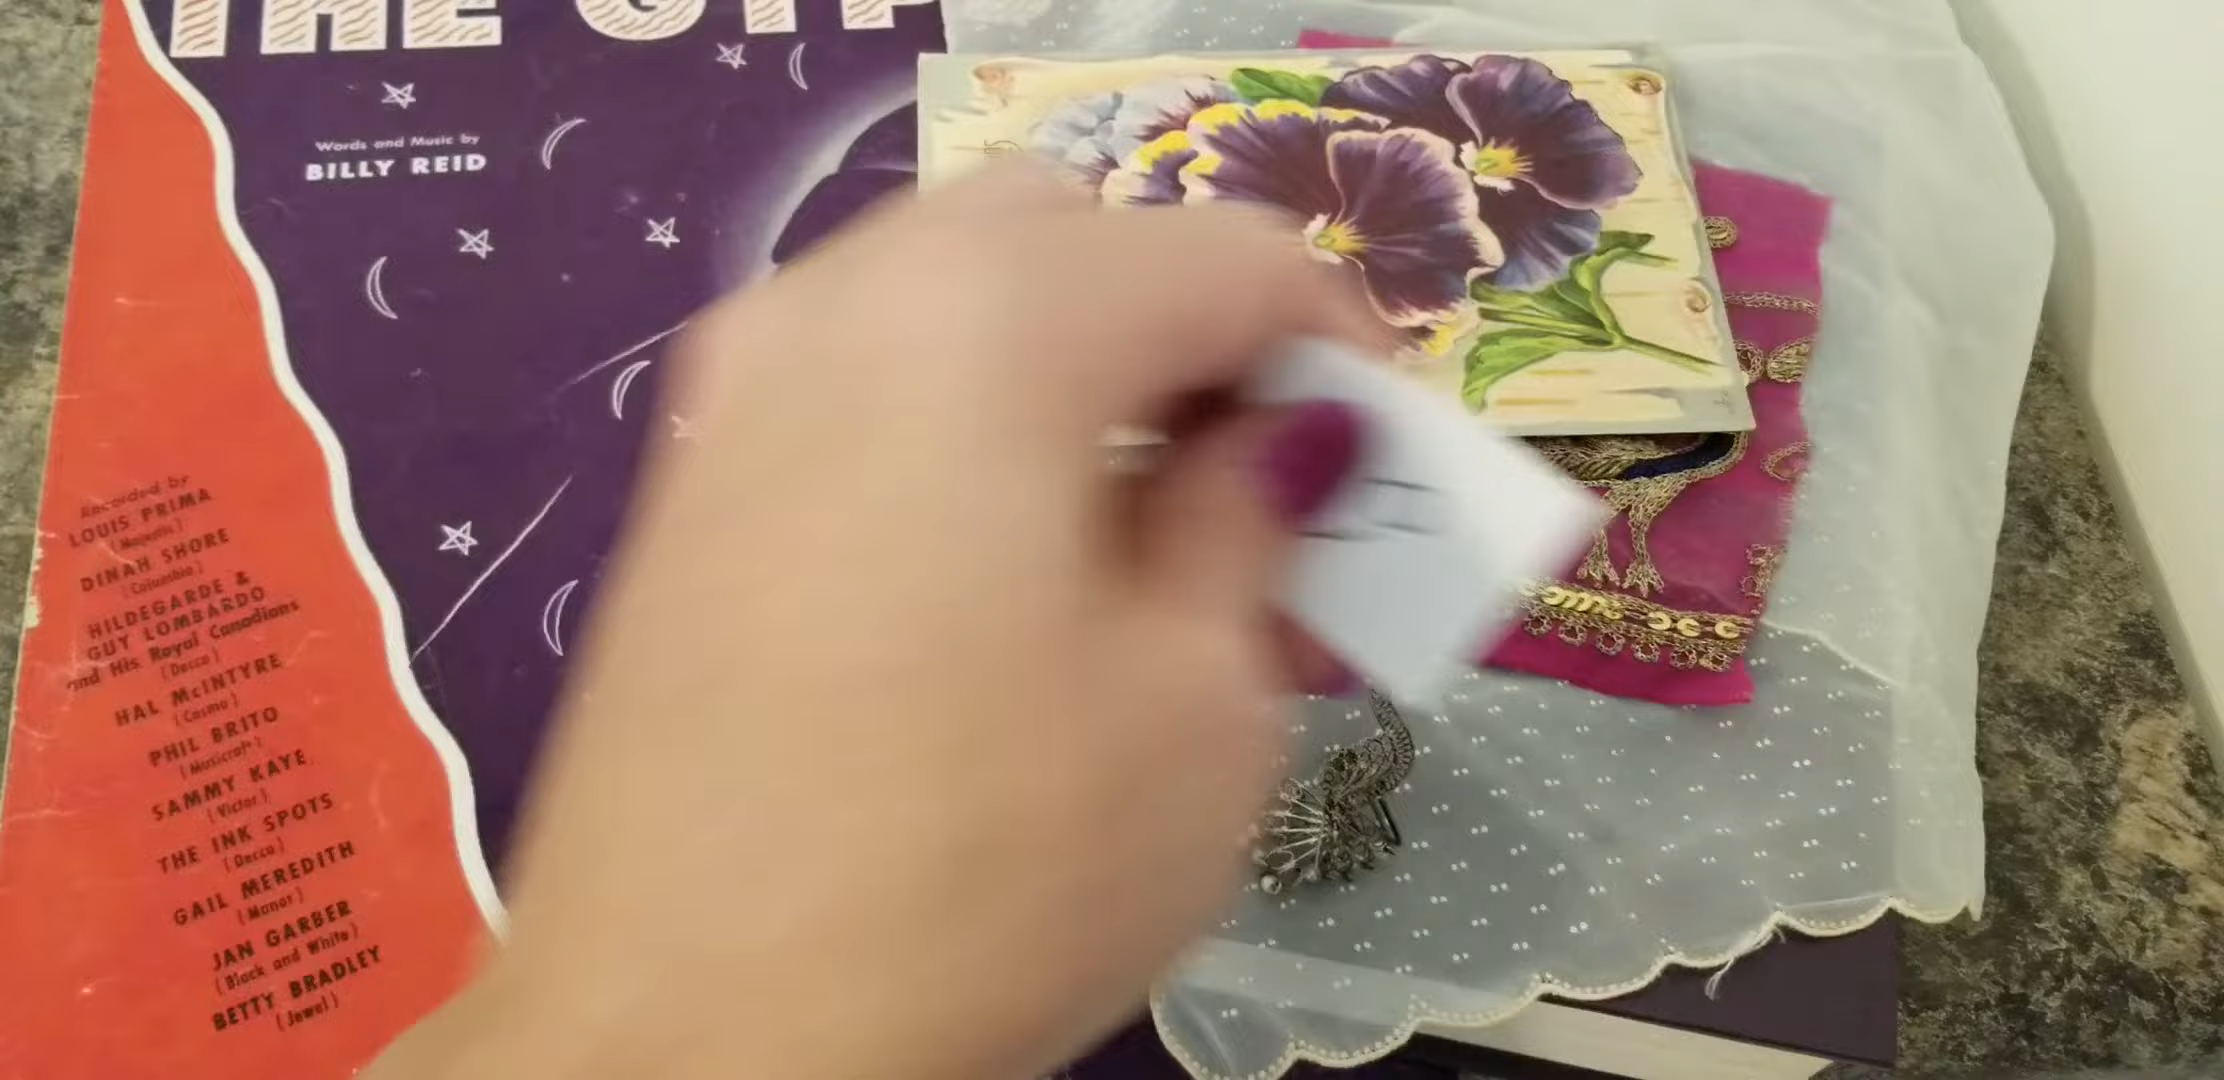 THE GYP
Words and Music by
BILLY REID
Recorded by
LOUIS PRIMA
(Majestic)
DINAH SHORE
(Columbia)
HILDEGARDE &
GUY LOMBARDO
and His Royal Canadians
(Decca)
HAL McINTYRE
(Cosmo)
PHIL BRITO
(Musicraft)
SAMMY KAYE
(Victor)
THE INK SPOTS
(Decca)
GAIL MEREDITH
(Manor)
JAN GARBER
(Black and White)
BETTY BRADLEY
(Jewel)